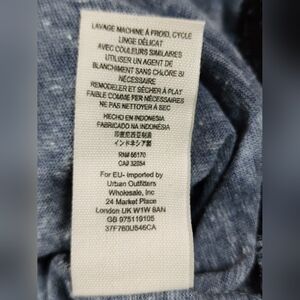 LAVAGE MACHINE À FROID, CYCLE
LINGE DÉLICAT
AVEC COULEURS SIMILAIRES
UTILISER UN AGENT DE
BLANCHIMENT SANS CHLORE SI
NÉCESSAIRE
REMODELER ET SÉCHER À PLAT
FAIBLE COMME FER NÉCESSAIRES
NE PAS NETTOYER À SEC
HECHO EN INDONESIA
FABRICADO NA INDONÉSIA
印度尼西亚制造
インドネシア製
RN# 66170
CA# 32054
For EU- imported by
Urban Outfitters
Wholesale, Inc
24 Market Place
London UK W1W 8AN
GB 975119105
37F760U546CA